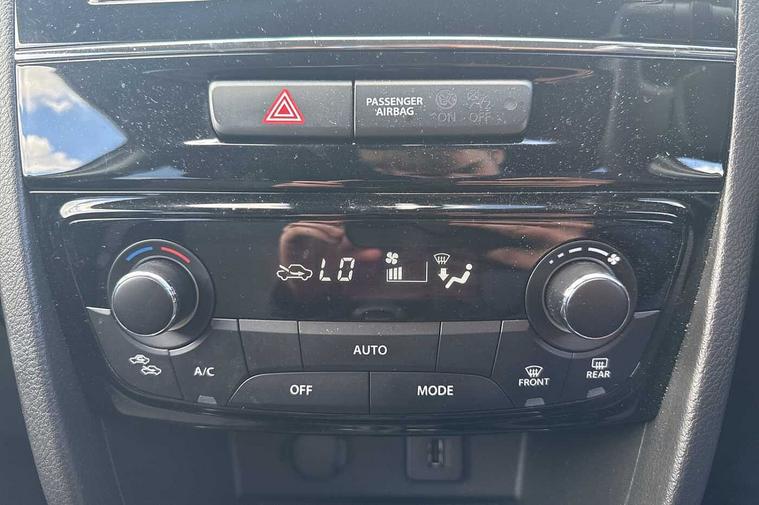 PASSENGER
AIRBAG
ON OFF
LO
AUTO
A/C
OFF
MODE
FRONT
REAR